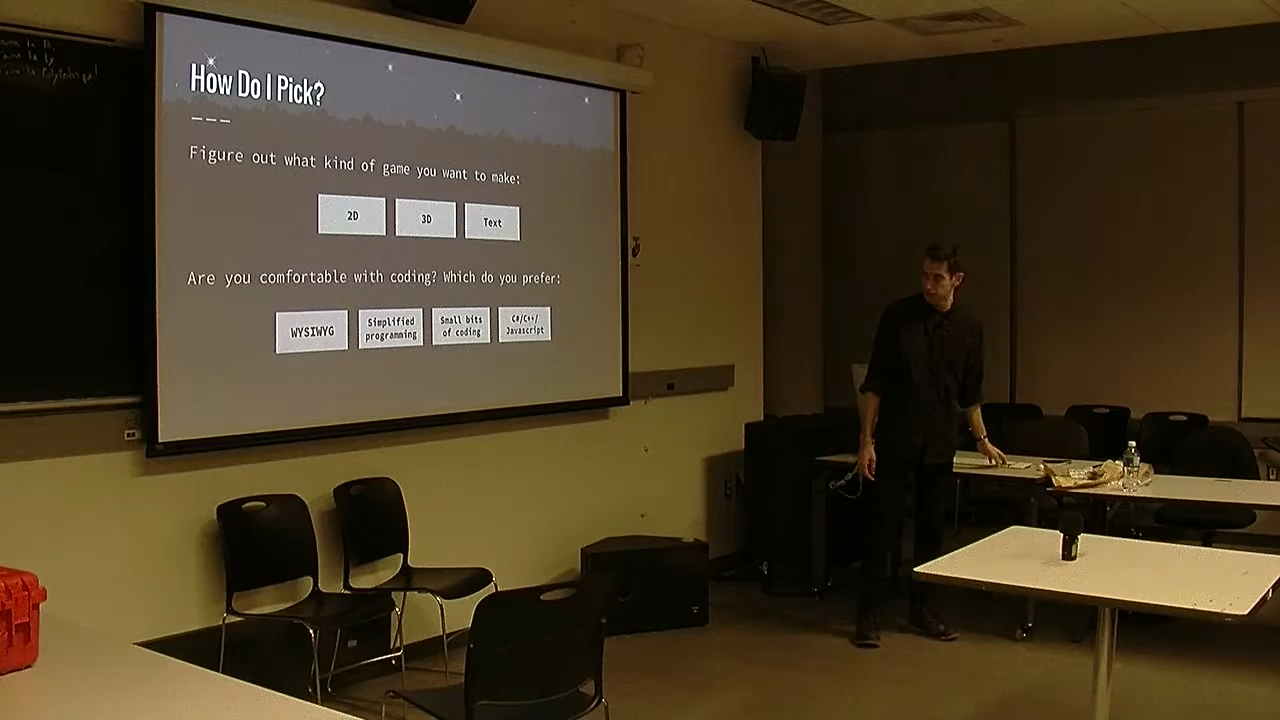 How Do I Pick?
Figure out what kind of game you want to make:
2D
3D
Text
Are you comfortable with coding? Which do you prefer:
WYSIWYG
Simplified
programming
Small bits
of coding
C#/C++/
Javascript